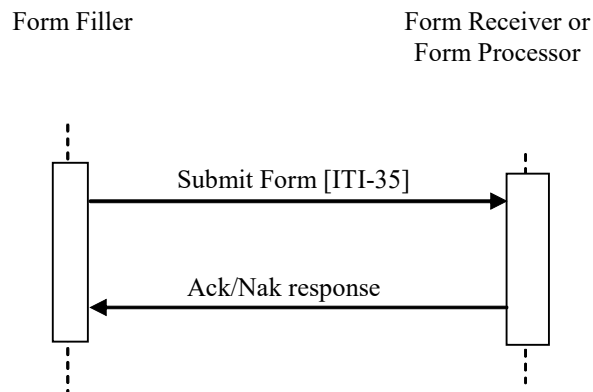 Form Filler
Form Receiver or
Form Processor
Submit Form [ITI-35]
Ack/Nak response